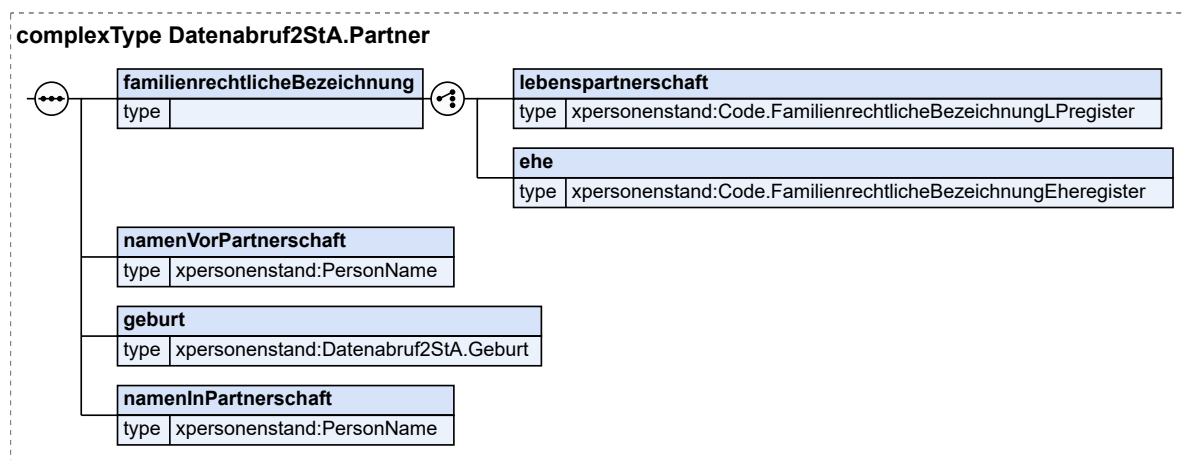 complexType Datenabruf2StA.Partner
familienrechtlicheBezeichnung
type
lebenspartnerschaft
type xpersonenstand:Code.FamilienrechtlicheBezeichnungLPregister
ehe
type xpersonenstand:Code.FamilienrechtlicheBezeichnungEheregister
namenVorPartnerschaft
type xpersonenstand:PersonName
geburt
type xpersonenstand:Datenabruf2StA.Geburt
namenInPartnerschaft
type xpersonenstand:PersonName